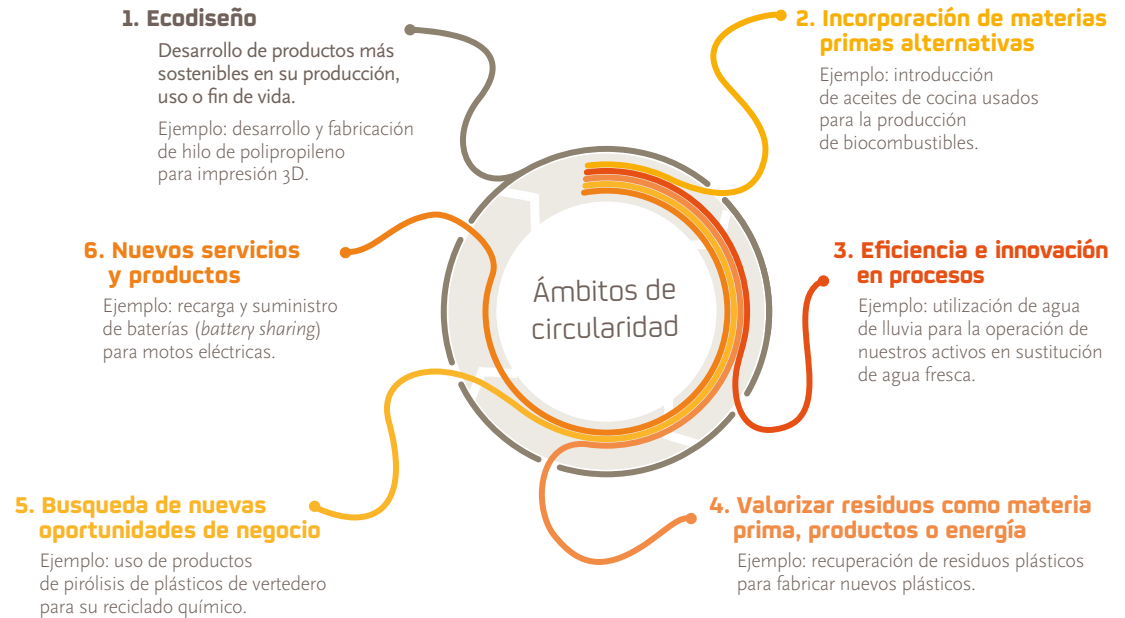 1. Ecodiseño
Desarrollo de productos más
sostenibles en su producción,
uso o fin de vida.
Ejemplo: desarrollo y fabricación
de hilo de polipropileno
para impresión 3D.
2. Incorporación de materias
primas alternativas
Ejemplo: introducción
de aceites de cocina usados
para la producción
de biocombustibles.
3. Eficiencia e innovación
en procesos
Ejemplo: utilización de agua
de lluvia para la operación de
nuestros activos en sustitución
de agua fresca.
4. Valorizar residuos como materia
prima, productos o energía
Ejemplo: recuperación de residuos plásticos
para fabricar nuevos plásticos.
5. Busqueda de nuevas
oportunidades de negocio
Ejemplo: uso de productos
de pirólisis de plásticos de vertedero
para su reciclado químico.
6. Nuevos servicios
y productos
Ejemplo: recarga y suministro
de baterías (battery sharing)
para motos eléctricas.
Ámbitos de
circularidad